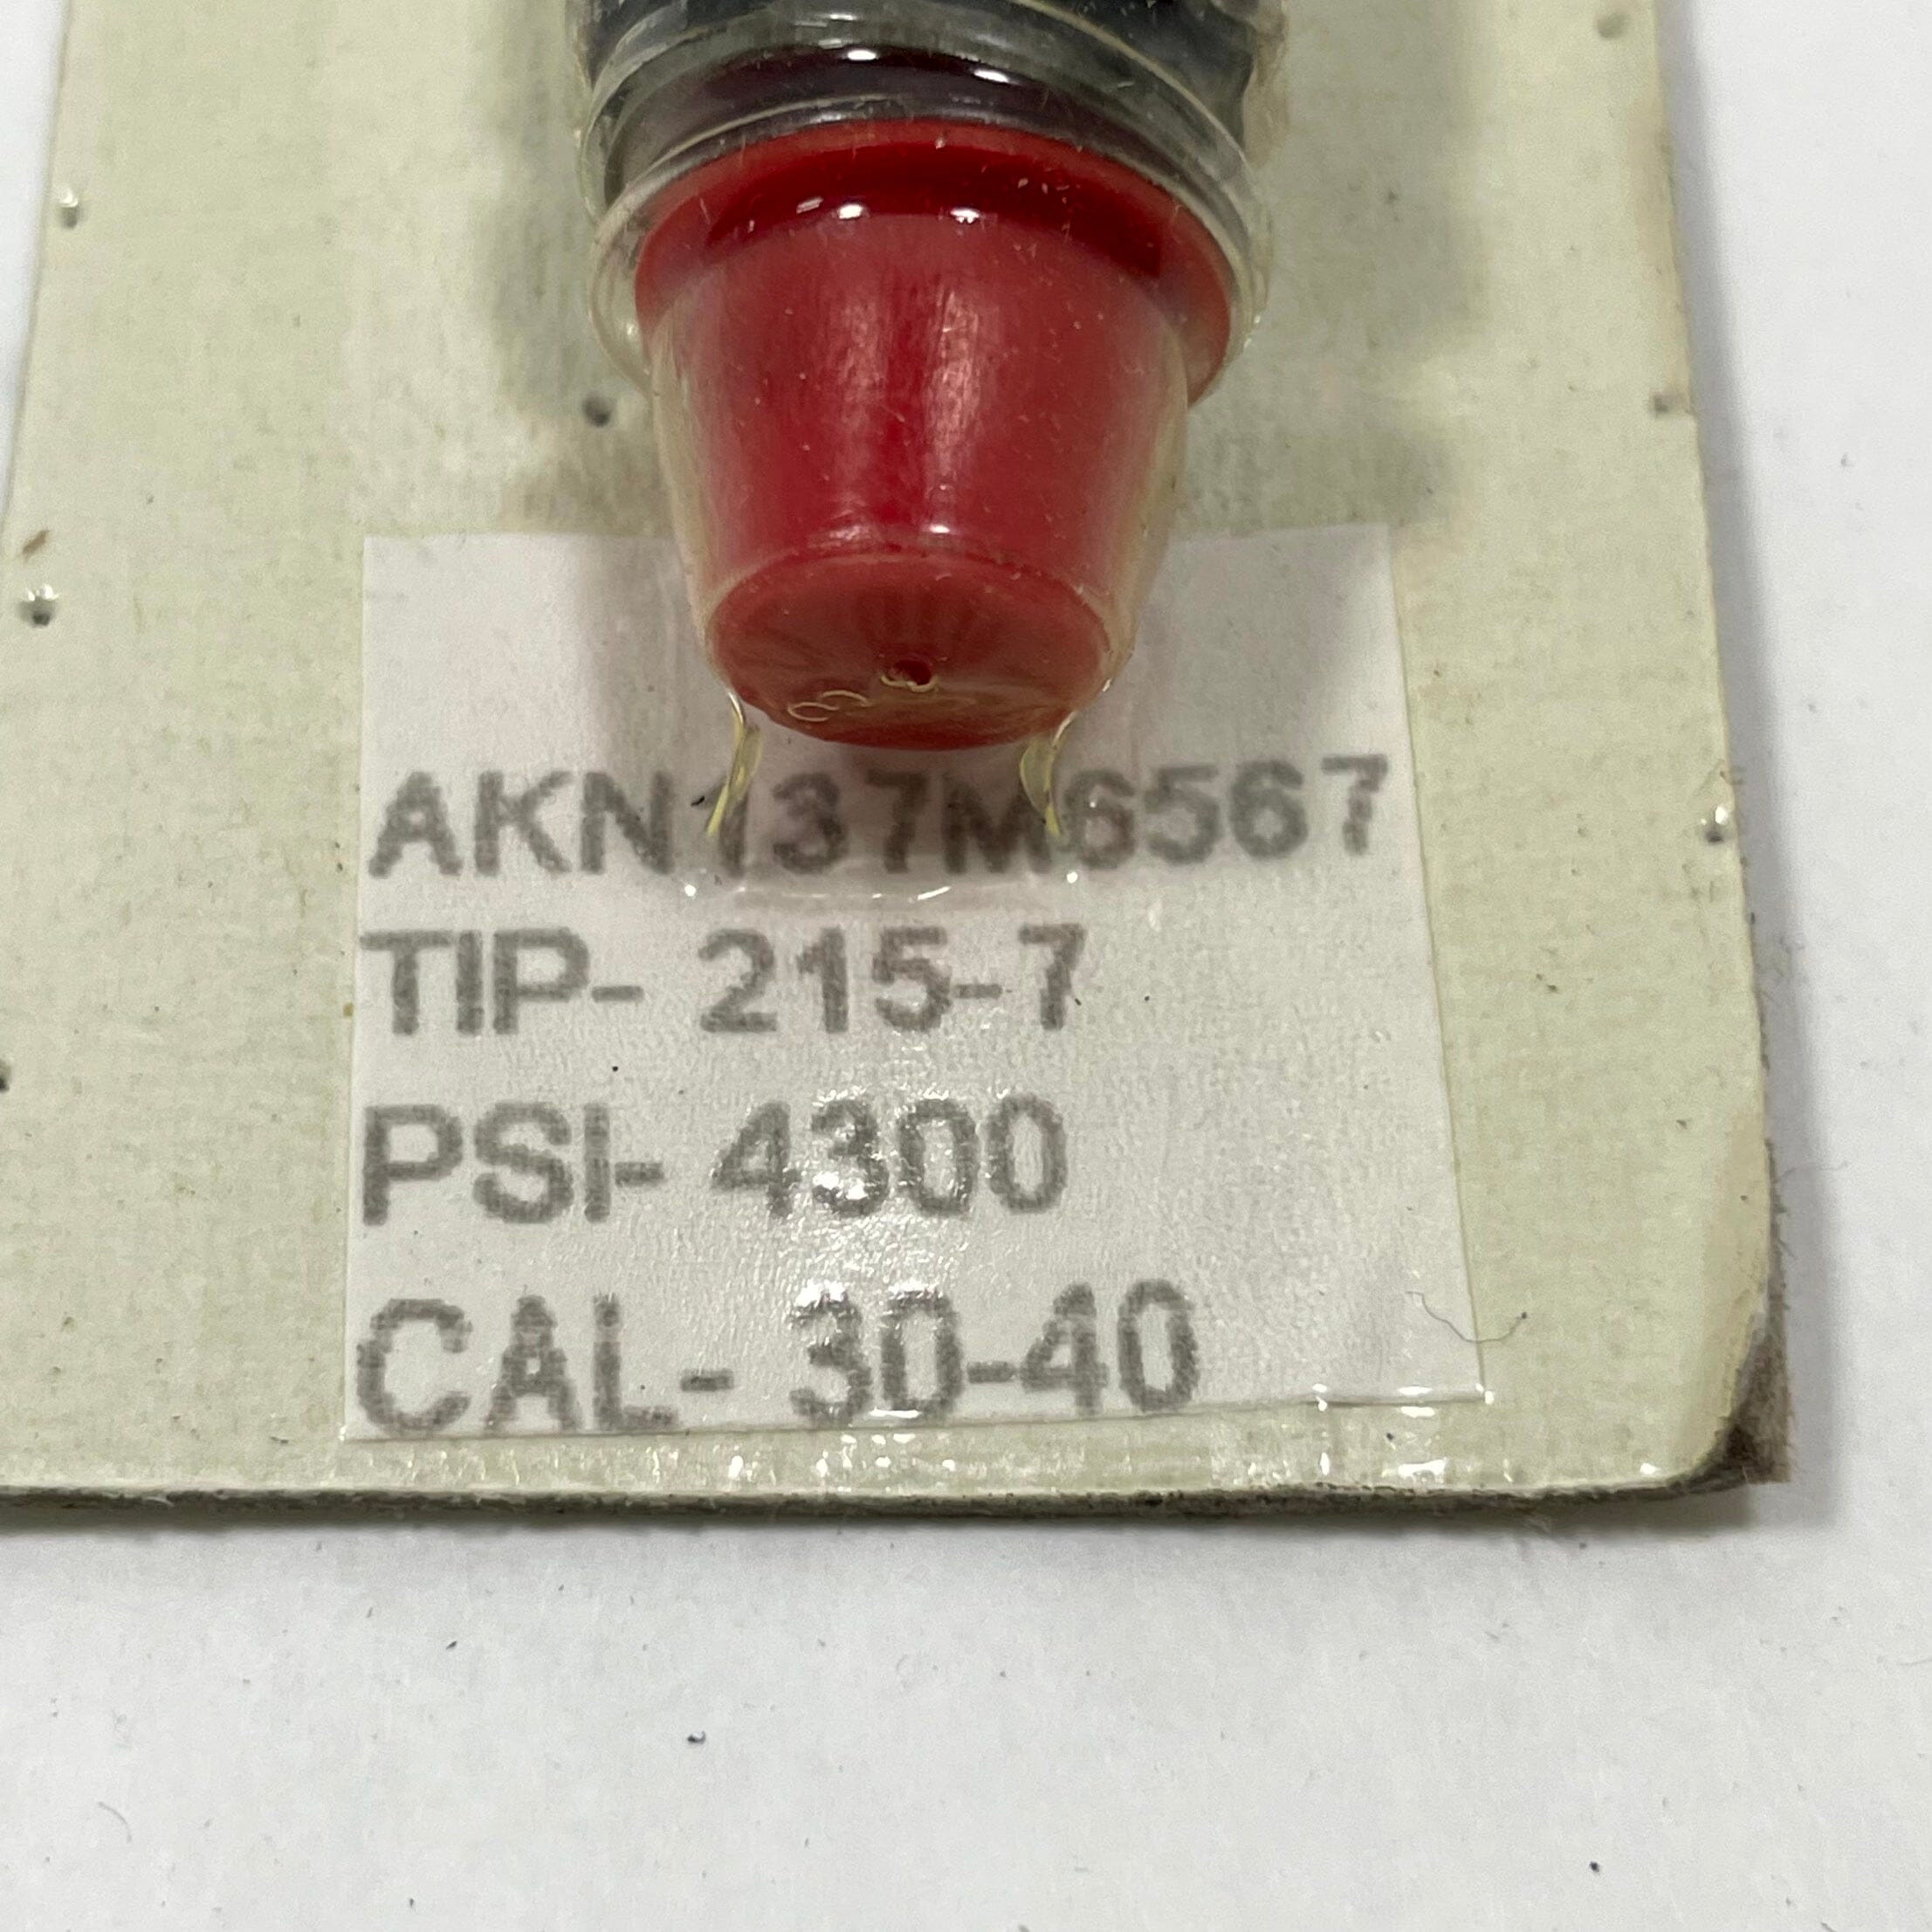 AKN137M6567
TIP- 215-7
PSI- 4300
CAL- 30-40